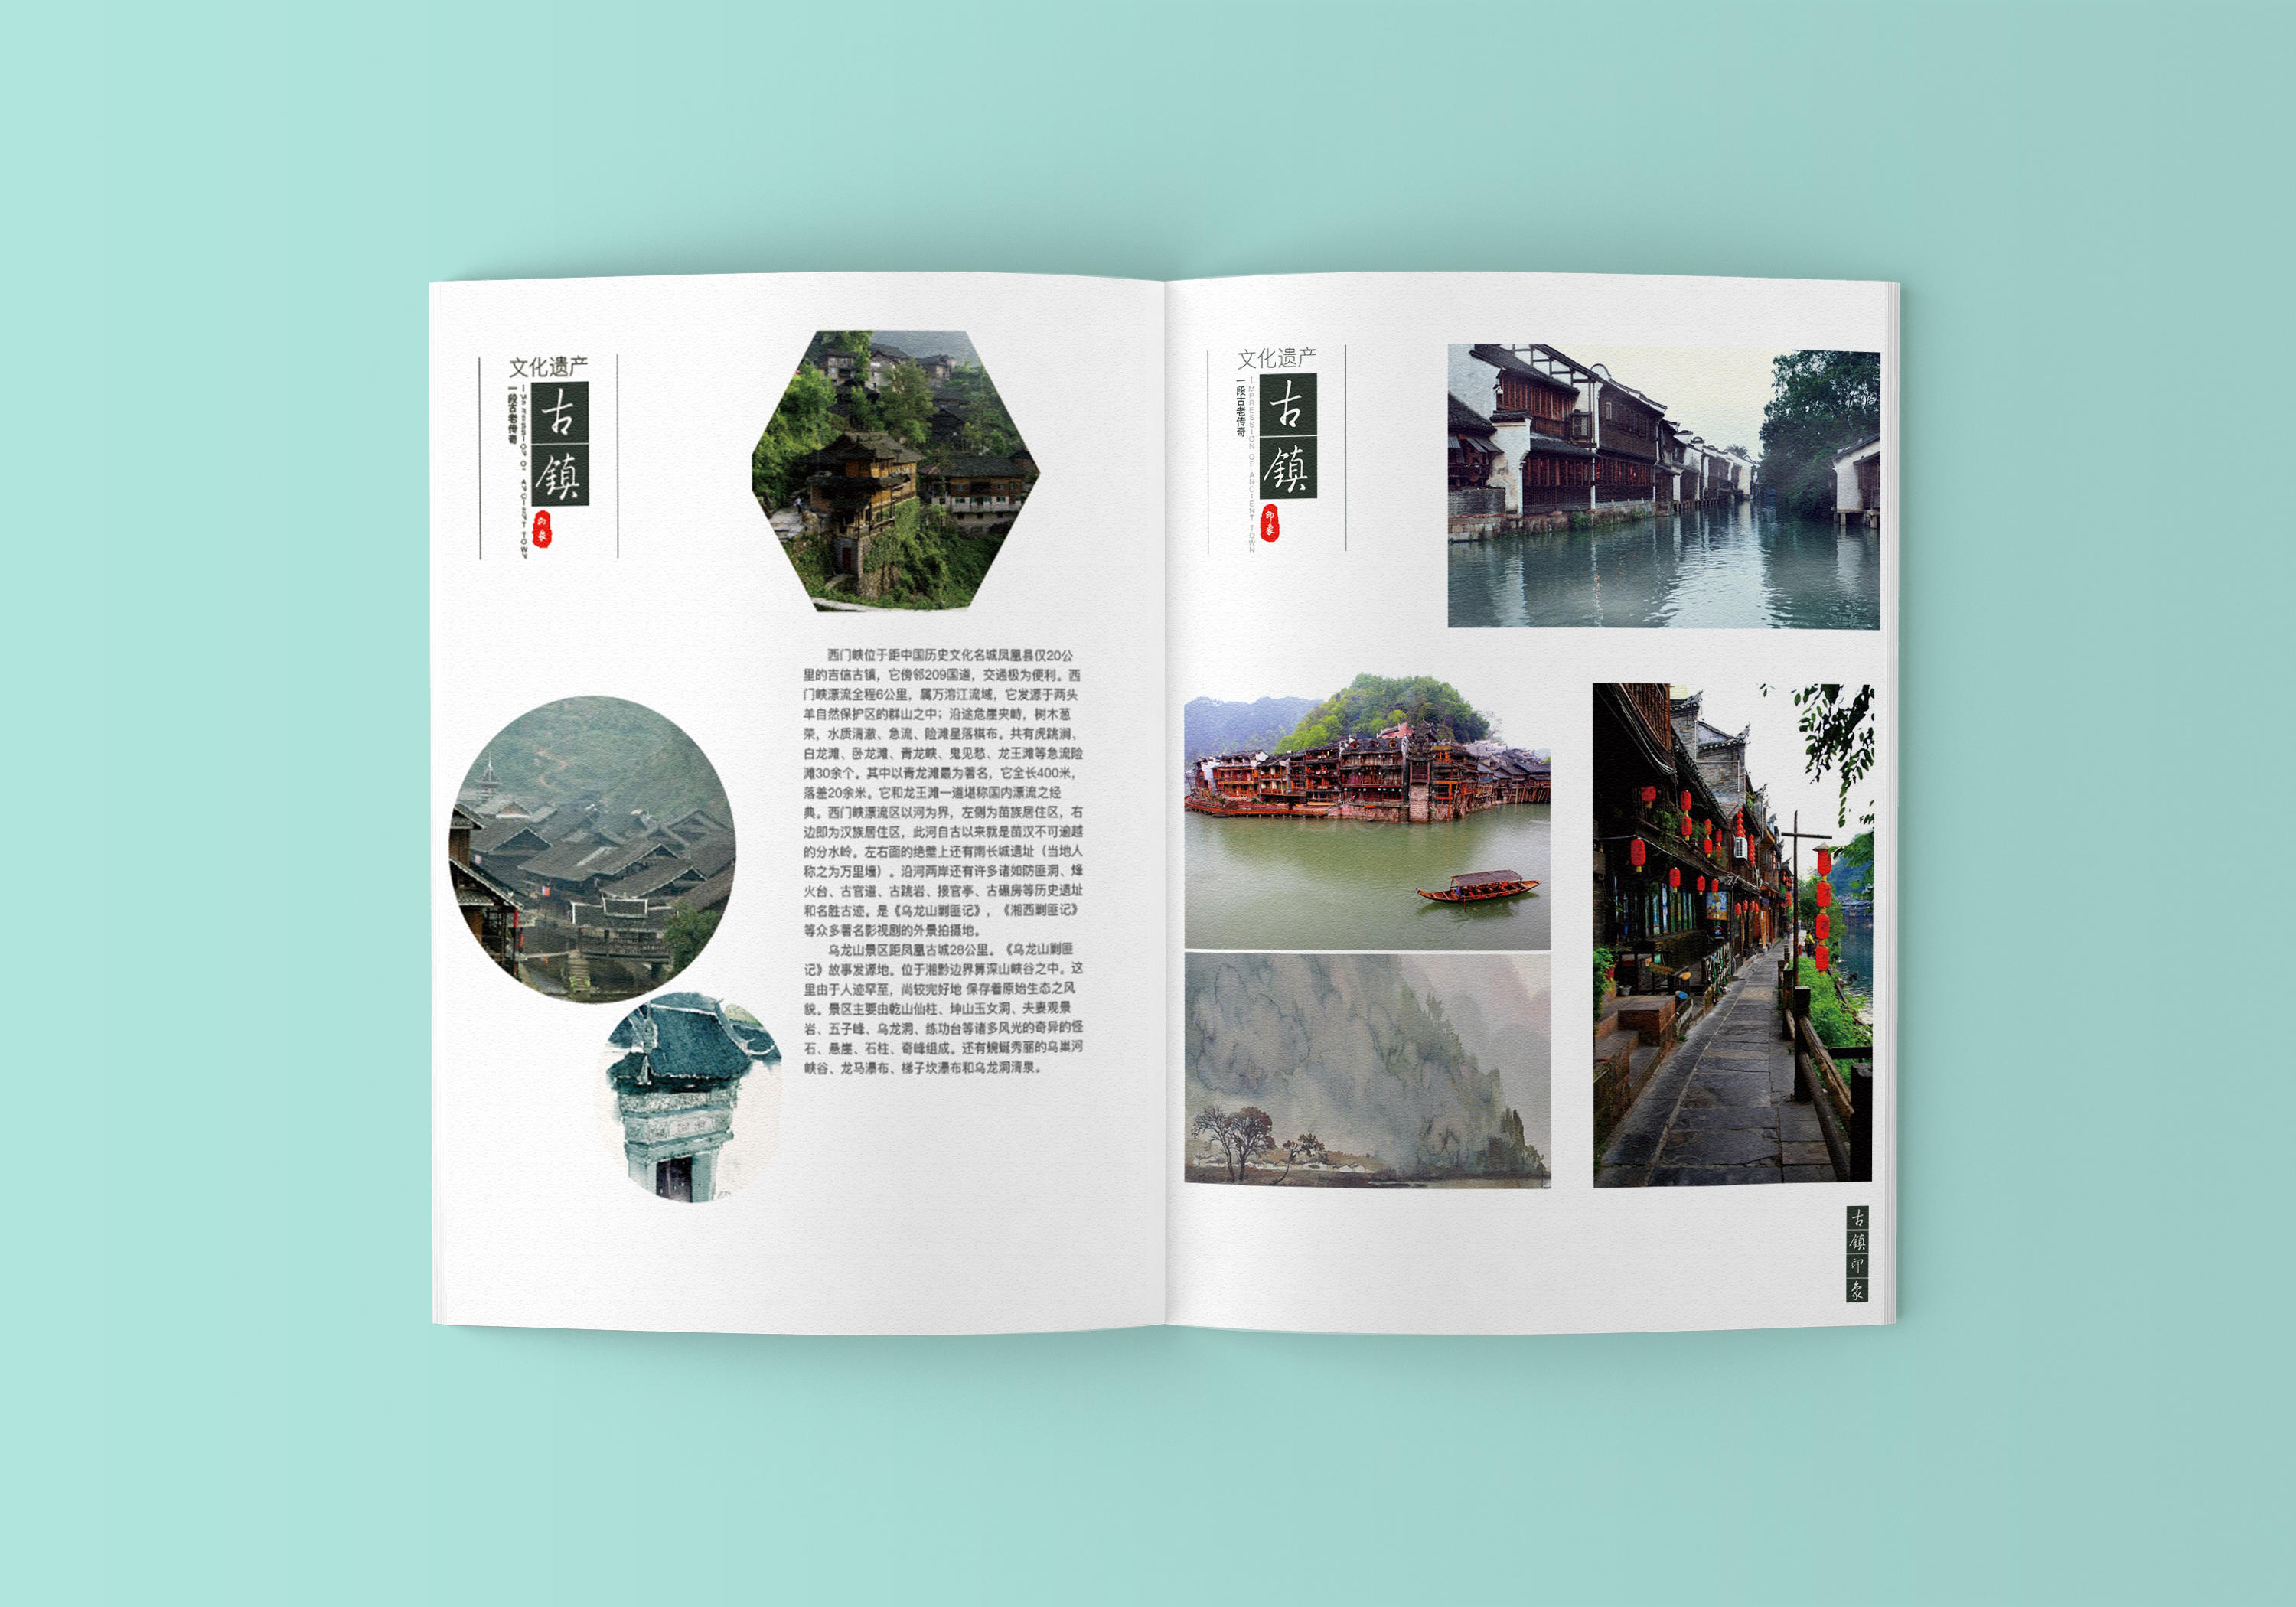 文化遗产
古镇
印象
IMPRESSION OF ANCIENT TOWN
一段古老传奇
西门峡位于距中国历史文化名城凤凰县仅20公
里的吉信古镇，它傍邻209国道，交通极为便利。西
门峡漂流全程6公里，属万溶江流域，它发源于两头
羊自然保护区的群山之中；沿途危崖夹峙，树木葱
荣，水质清澈、急流、险滩星落棋布。共有虎跳涧、
白龙滩、卧龙滩、青龙峡、鬼见愁、龙王滩等急流险
滩30余个。其中以青龙滩最为著名，它全长400米，
落差20余米。它和龙王滩一道堪称国内漂流之经
典。西门峡漂流区以河为界，左侧为苗族居住区，右
边即为汉族居住区，此河自古以来就是苗汉不可逾越
的分水岭。左右面的绝壁上还有南长城遗址（当地人
称之为万里墙）。沿河两岸还有许多诸如防匪洞、烽
火台、古官道、古跳岩、接官亭、古碾房等历史遗址
和名胜古迹。是《乌龙山剿匪记》，《湘西剿匪记》
等众多著名影视剧的外景拍摄地。
乌龙山景区距凤凰古城28公里。《乌龙山剿匪
记》故事发源地。位于湘黔边界算深山峡谷之中。这
里由于人迹罕至，尚较完好地 保存着原始生态之风
貌。景区主要由乾山仙柱、坤山玉女洞、夫妻观景
岩、五子峰、乌龙洞、练功台等诸多风光的奇异的怪
石、悬崖、石柱、奇峰组成。还有蜿蜒秀丽的乌巢河
峡谷、龙马瀑布、梯子坎瀑布和乌龙洞清泉。
文化遗产
古鎮
印象
IMPRESSION OF ANCIENT TOWN
一段古老传奇
古鎮印象